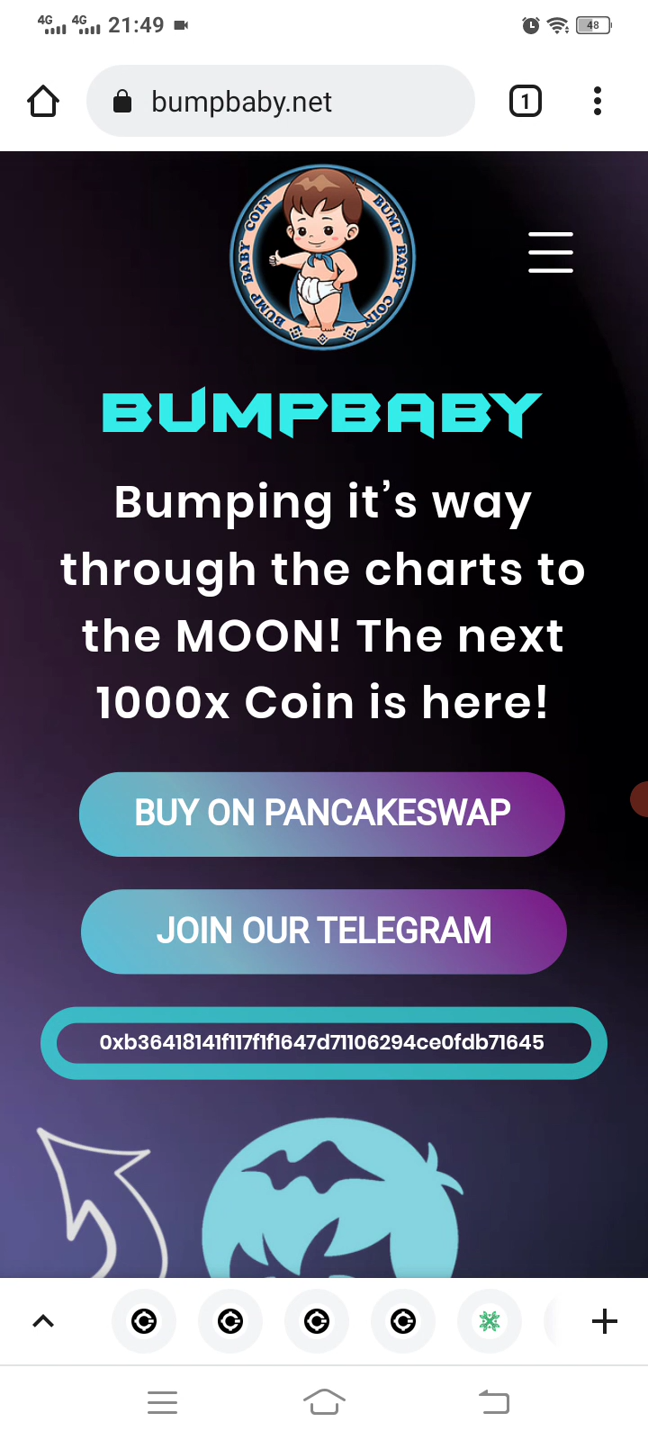 4G 4G 21:49 48
bumpbaby.net 1
BUMP BABY COIN BUMP BABY COIN
BUMPBABY
Bumping it’s way
through the charts to
the MOON! The next
1000x Coin is here!
BUY ON PANCAKESWAP
JOIN OUR TELEGRAM
0xb36418141f117f1f1647d71106294ce0fdb71645